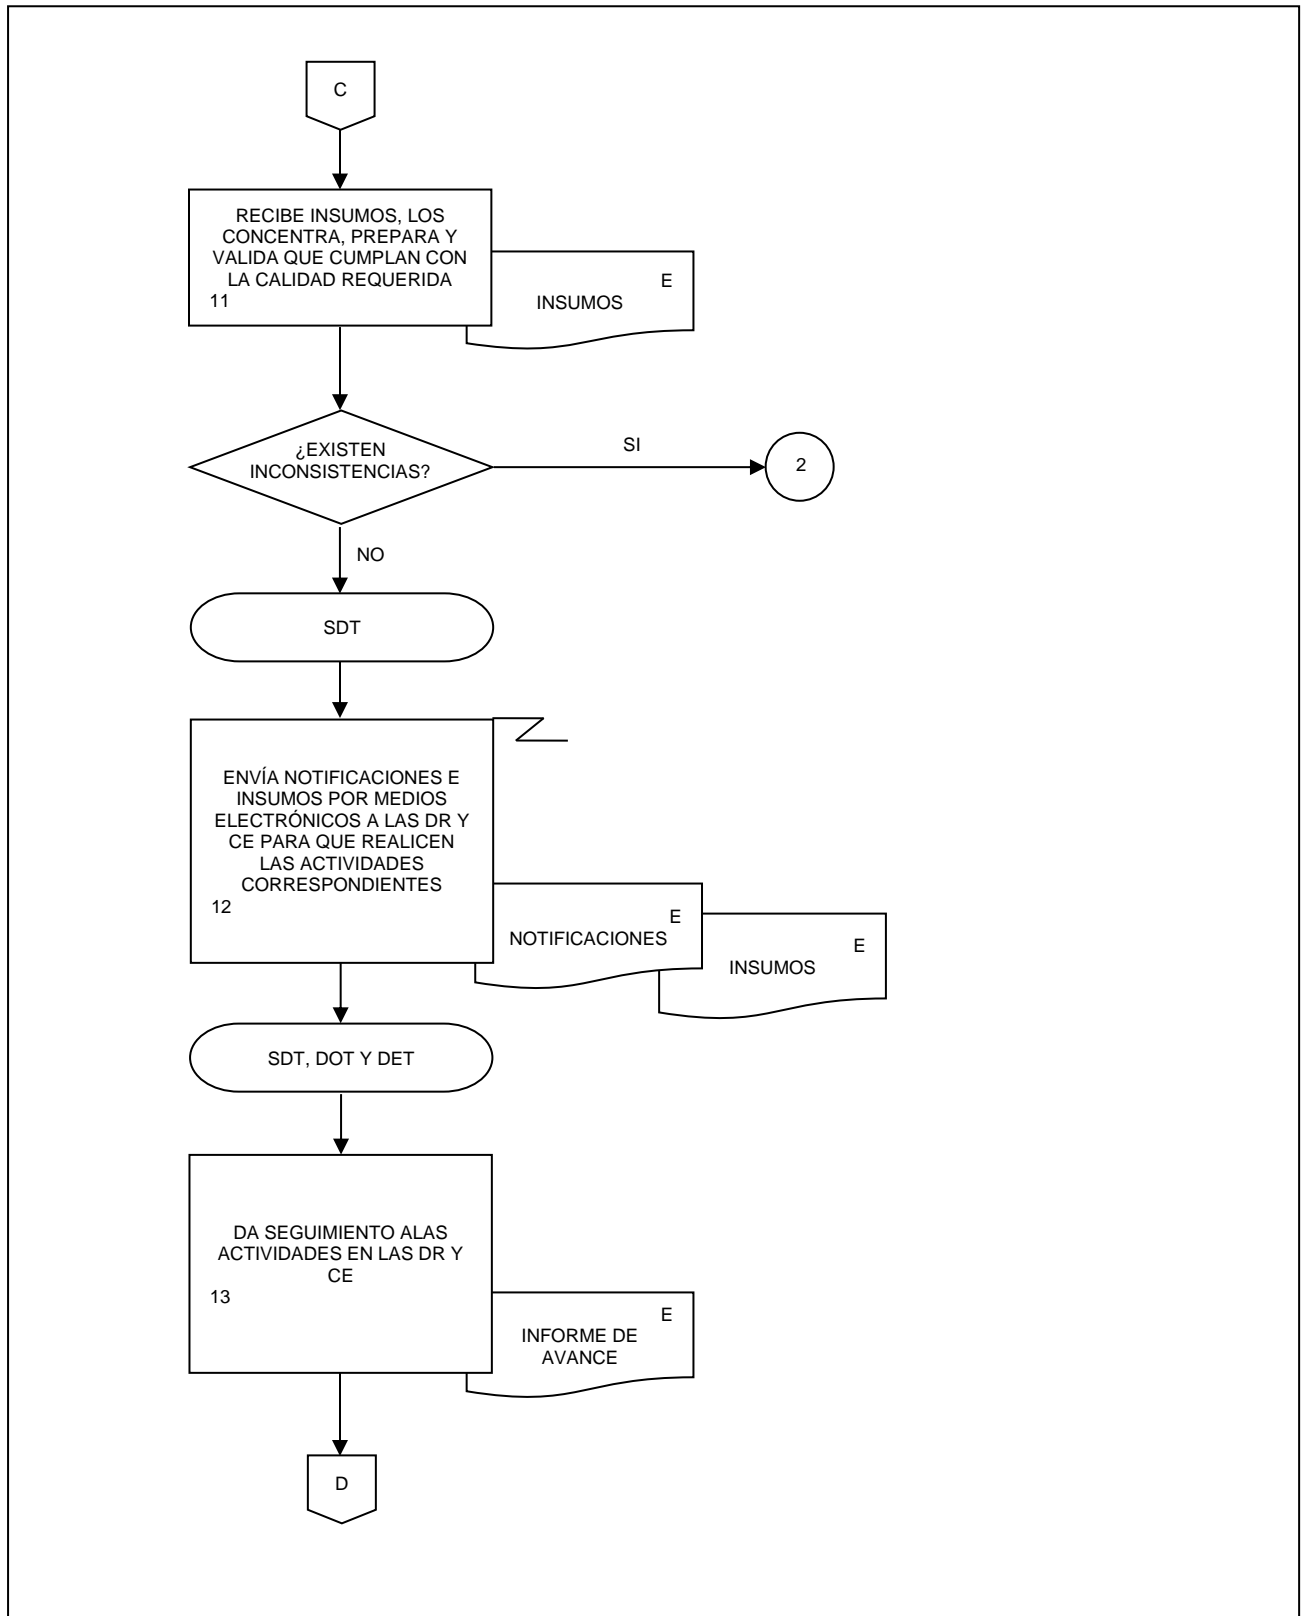 C
RECIBE INSUMOS, LOS
CONCENTRA, PREPARA Y
VALIDA QUE CUMPLAN CON
LA CALIDAD REQUERIDA
11
E
INSUMOS
¿EXISTEN
INCONSISTENCIAS?
SI
2
NO
SDT
ENVÍA NOTIFICACIONES E
INSUMOS POR MEDIOS
ELECTRÓNICOS A LAS DR Y
CE PARA QUE REALICEN
LAS ACTIVIDADES
CORRESPONDIENTES
12
E
NOTIFICACIONES
E
INSUMOS
SDT, DOT Y DET
DA SEGUIMIENTO ALAS
ACTIVIDADES EN LAS DR Y
CE
13
E
INFORME DE
AVANCE
D